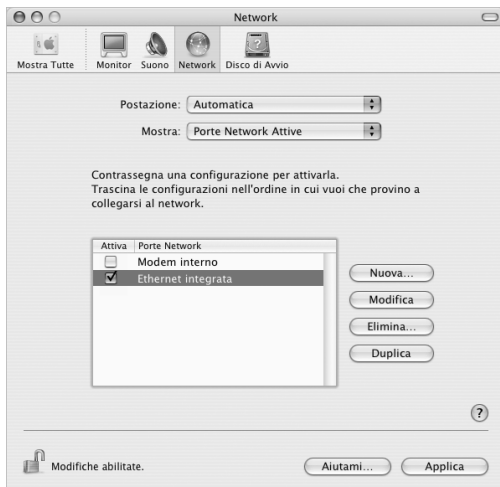 Network
Mostra Tutte
Monitor
Suono
Network
Disco di Avvio
Postazione: Automatica
Mostra: Porte Network Attive
Contrassegna una configurazione per attivarla.
Trascina le configurazioni nell'ordine in cui vuoi che provino a
collegarsi al network.
Attiva Porte Network
Modem interno
Ethernet integrata
Nuova...
Modifica
Elimina...
Duplica
?
Modifiche abilitate.
Aiutami...
Applica